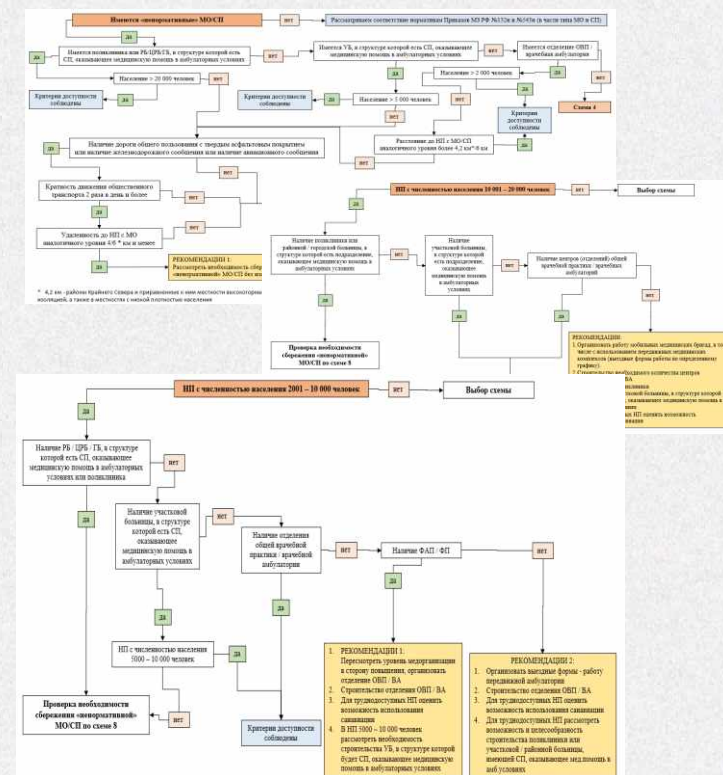 Имеются «ненормативные» МО/СП
нет
Рассматриваем соответствие нормативам Приказов МЗ РФ №132н и №543н (в части типа МО и СП)
да
Имеется поликлиника или РБ/ЦРБ/ГБ, в структуре которой есть
СП, оказывающее медицинскую помощь в амбулаторных условиях
нет
Имеется УБ, в структуре которой есть СП, оказывающее
медицинскую помощь в амбулаторных условиях
нет
Имеется отделение ОВП /
врачебная амбулатория
да
Население > 20 000 человек
нет
да
Население > 2 000 человек
нет
да
Критерии доступности
соблюдены
Критерии доступности
соблюдены
да
Население > 5 000 человек
нет
да
Критерии
доступности
соблюдены
Схема 4
нет
Наличие дороги общего пользования с твердым асфальтовым покрытием
или наличие железнодорожного сообщения или наличие авиационного сообщения
нет
Расстояние до НП с МО/СП
аналогичного уровня более 4,2 км*/6 км
да
да
Кратность движения общественного
транспорта 2 раза в день и более
нет
да
Удаленность до НП с МО
аналогичного уровня 4/6 * км и менее
нет
да
РЕКОМЕНДАЦИИ 1:
Рассмотреть необходимость
«ненормативной» МО/СП без
* 4,2 км - районы Крайнего Севера и приравненные к ним местности высокогорные
изоляцией, а также в местностях с низкой плотностью населения
НП с численностью населения 10 001 – 20 000 человек
нет
Выбор схемы
да
Наличие поликлиники или
районной / городской больницы, в
структуре которой есть подразделение,
оказывающее медицинскую помощь в
амбулаторных условиях
нет
Наличие
участковой
больницы, в структуре
которой есть
подразделение,
оказывающее
медицинскую помощь
в амбулаторных
условиях
нет
Наличие центров (отделений) общей
врачебной практики / врачебных
амбулаторий
да
да
да
нет
Проверка необходимости
сбережения «ненормативной»
МО/СП по схеме 8
РЕКОМЕНДАЦИИ:
1. Организовать работу мобильных медицинских бригад, в том
числе с использованием передвижных медицинских
комплексов (выездные формы работы по определенному
графику).
2. Строительство необходимого количества центров
НП с численностью населения 2001 – 10 000 человек
нет
Выбор схемы
да
Наличие РБ / ЦРБ / ГБ, в структуре
которой есть СП, оказывающее
медицинскую помощь в амбулаторных
условиях или поликлиника
нет
да
Наличие участковой
больницы, в структуре
которой есть СП,
оказывающее
медицинскую помощь в
амбулаторных условиях
нет
Наличие отделения
общей врачебной
практики / врачебной
амбулатории
нет
Наличие ФАП / ФП
нет
да
да
да
да
НП с численностью населения
5000 – 10 000 человек
да
нет
Проверка необходимости
сбережения «ненормативной»
МО/СП по схеме 8
Критерии доступности
соблюдены
1. РЕКОМЕНДАЦИИ 1:
Пересмотреть уровень медорганизации
в сторону повышения, организовать
отделение ОВП / ВА
2. Строительство отделения ОВП / ВА
3. Для труднодоступных НП оценить
возможность использования
санавиации
4. В НП 5000 – 10 000 человек
рассмотреть необходимость
строительства УБ, в структуре которой
будет СП, оказывающее медицинскую
помощь в амбулаторных условиях
РЕКОМЕНДАЦИИ 2:
1. Организовать выездные формы - работу
передвижной амбулатории
2. Строительство отделения ОВП / ВА
3. Для труднодоступных НП оценить
возможность использования санавиации
4. Для труднодоступных НП рассмотреть
возможность и целесообразность
строительства поликлиники или
участковой / районной больницы,
имеющей СП, оказывающее мед.помощь в
амб.условиях